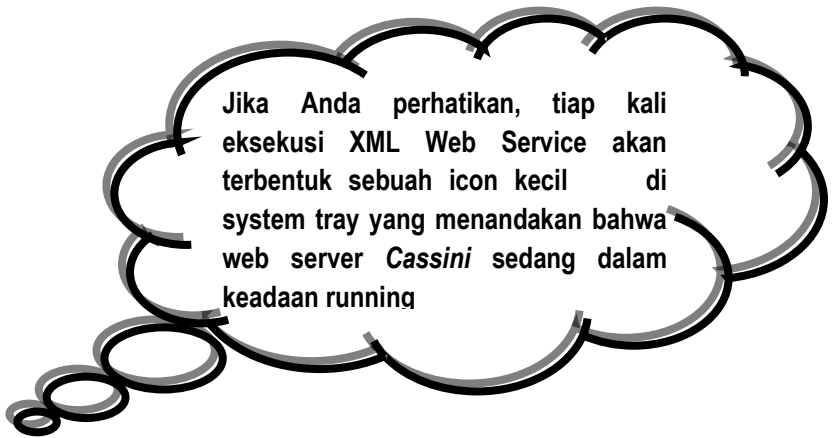 Jika Anda perhatikan, tiap kali
eksekusi XML Web Service akan
terbentuk sebuah icon kecil di
system tray yang menandakan bahwa
web server Cassini sedang dalam
keadaan running